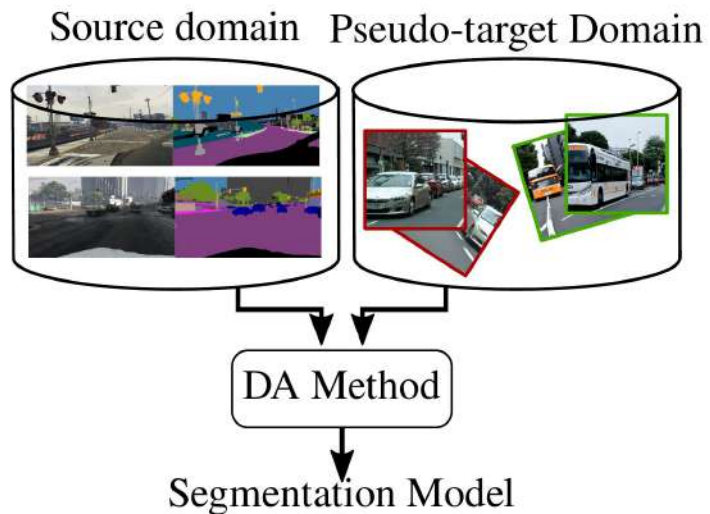 Source domain
Pseudo-target Domain
DA Method
Segmentation Model